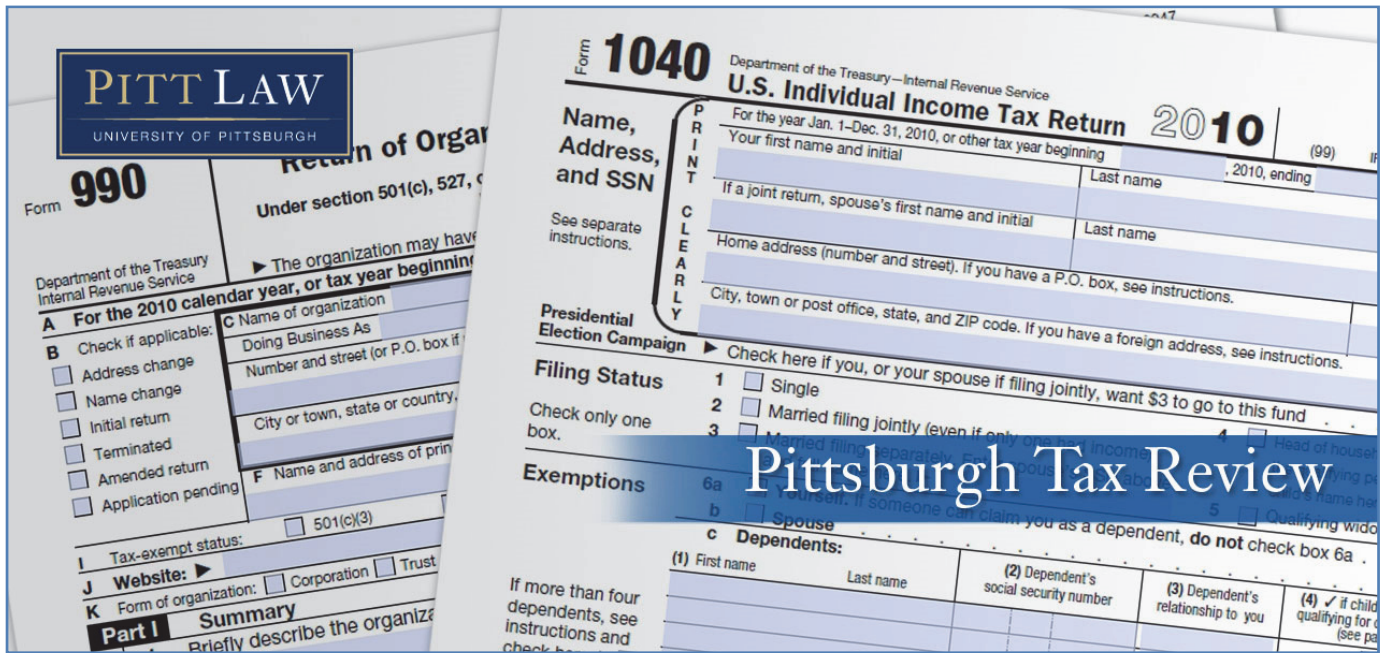 PITT LAW
UNIVERSITY OF PITTSBURGH
Form 990
Return of Organ
Under section 501(c), 527,
▶ The organization may have
Department of the Treasury
Internal Revenue Service
A For the 2010 calendar year, or tax year beginning
B Check if applicable:
Address change
Name change
Initial return
Terminated
Amended return
Application pending
C Name of organization
Doing Business As
Number and street (or P.O. box if
City or town, state or country,
F Name and address of prin
I Tax-exempt status:
501(c)(3)
J Website: ▶
K Form of organization: Corporation Trust
Part I Summary
Briefly describe the organiza
Form 1040
Department of the Treasury—Internal Revenue Service
U.S. Individual Income Tax Return 2010
(99)
Name,
Address,
and SSN
See separate
instructions.
PRINT CLEARLY
For the year Jan. 1–Dec. 31, 2010, or other tax year beginning , 2010, ending
Your first name and initial Last name
If a joint return, spouse's first name and initial Last name
Home address (number and street). If you have a P.O. box, see instructions.
City, town or post office, state, and ZIP code. If you have a foreign address, see instructions.
Presidential
Election Campaign ▶ Check here if you, or your spouse if filing jointly, want $3 to go to this fund . .
Filing Status
Check only one
box.
1 Single
2 Married filing jointly (even if only one had income)
3 Married filing separately.
4 Head of household
5 Qualifying wido
Pittsburgh Tax Review
Exemptions
6a Yourself. If someone can claim you as a dependent, do not check box 6a .
b Spouse
c Dependents:
(1) First name Last name
(2) Dependent's
social security number
(3) Dependent's
relationship to you
(4) ✓ if child
qualifying for
(see pa
If more than four
dependents, see
instructions and
check